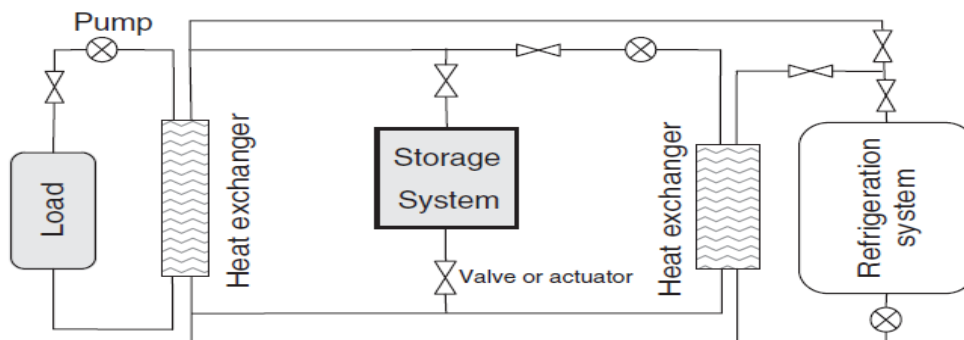 Pump
Load
Heat exchanger
Storage
System
Valve or actuator
Heat exchanger
Refrigeration
system